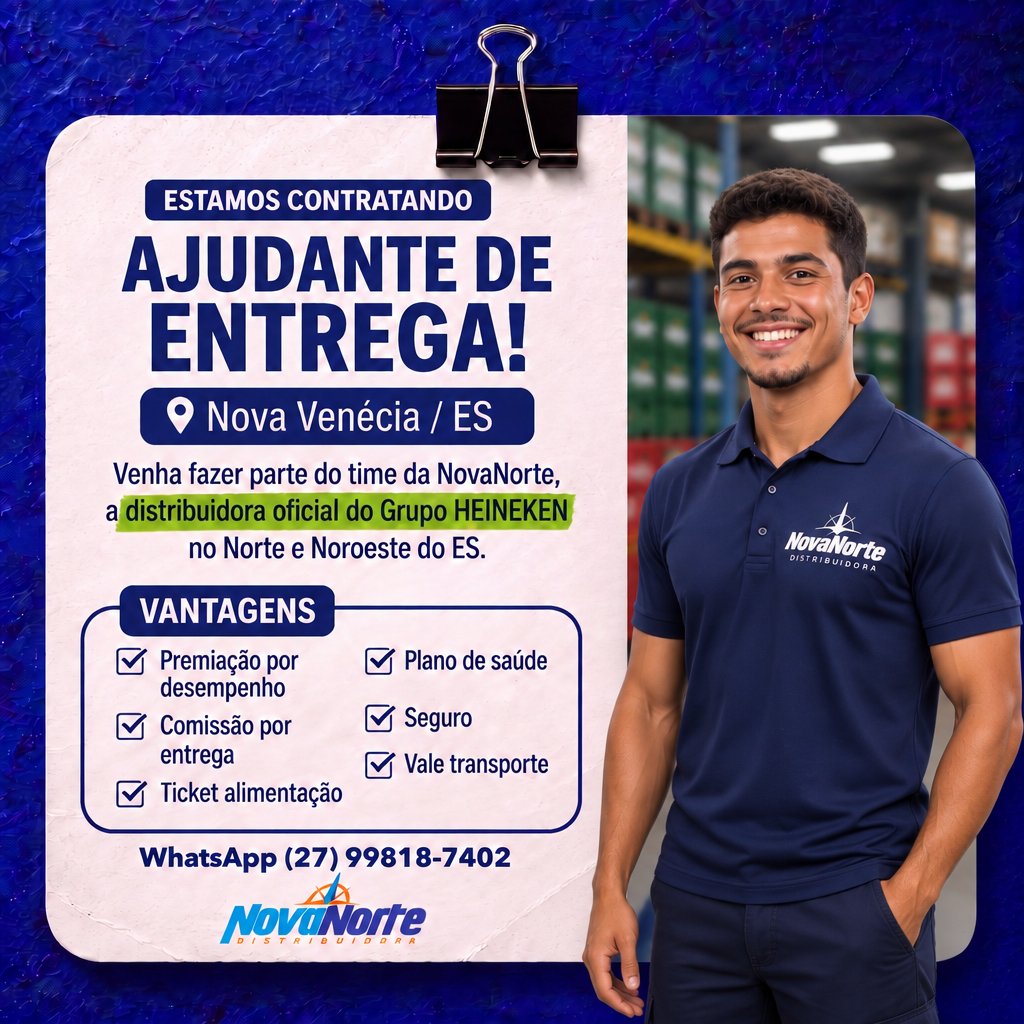 ESTAMOS CONTRATANDO
AJUDANTE DE
ENTREGA!
Nova Venécia / ES
Venha fazer parte do time da NovaNorte,
a distribuidora oficial do Grupo HEINEKEN
no Norte e Noroeste do ES.
VANTAGENS
Premiação por
desempenho
Comissão por
entrega
Ticket alimentação
Plano de saúde
Seguro
Vale transporte
WhatsApp (27) 99818-7402
NovaNorte
DISTRIBUIDORA
NovaNorte
DISTRIBUIDORA